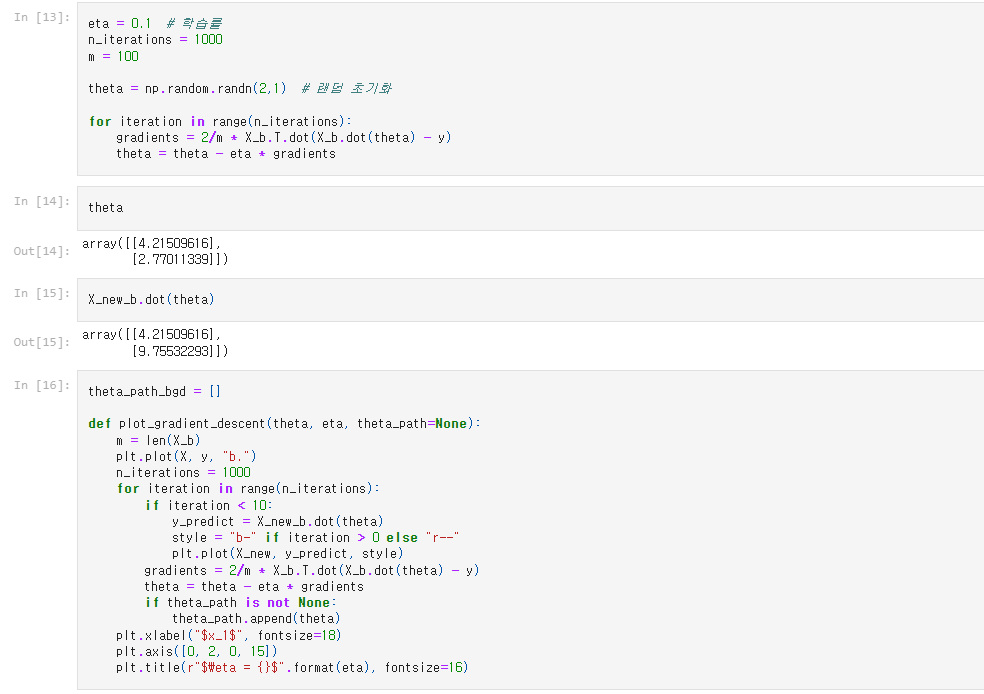 In [13]:
eta = 0.1  # 학습률
n_iterations = 1000
m = 100

theta = np.random.randn(2,1)  # 랜덤 초기화

for iteration in range(n_iterations):
    gradients = 2/m * X_b.T.dot(X_b.dot(theta) - y)
    theta = theta - eta * gradients
In [14]:
theta
Out[14]:
array([[4.21509616],
       [2.77011339]])
In [15]:
X_new_b.dot(theta)
Out[15]:
array([[4.21509616],
       [9.75532293]])
In [16]:
theta_path_bgd = []

def plot_gradient_descent(theta, eta, theta_path=None):
    m = len(X_b)
    plt.plot(X, y, "b.")
    n_iterations = 1000
    for iteration in range(n_iterations):
        if iteration < 10:
            y_predict = X_new_b.dot(theta)
            style = "b-" if iteration > 0 else "r--"
            plt.plot(X_new, y_predict, style)
        gradients = 2/m * X_b.T.dot(X_b.dot(theta) - y)
        theta = theta - eta * gradients
        if theta_path is not None:
            theta_path.append(theta)
    plt.xlabel("$x_1$", fontsize=18)
    plt.axis([0, 2, 0, 15])
    plt.title(r"$₩eta = {}$".format(eta), fontsize=16)